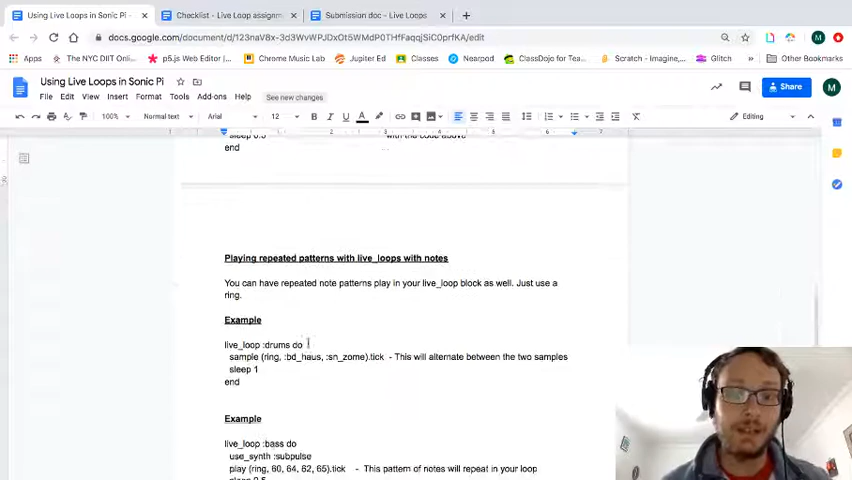 Using Live Loops in Sonic Pi -
Checklist - Live Loop assignm
Submission doc - Live Loops
docs.google.com/document/d/123naV8x-3d3WvWPJDxOt5WMdP0THfFaqqjSiC0prfKA/edit
Apps
The NYC DIIT Onli...
p5.js Web Editor |...
Chrome Music Lab
Jupiter Ed
Classes
Nearpod
ClassDojo for Tea...
Scratch - Imagine,...
Glitch
»
Other Bookmarks
Using Live Loops in Sonic Pi
File Edit View Insert Format Tools Add-ons Help
See new changes
Share
M
100%
Normal text
Arial
12
B I U A
Editing
with the code above
end
Playing repeated patterns with live_loops with notes
You can have repeated note patterns play in your live_loop block as well. Just use a
ring.
Example
live_loop :drums do
sample (ring, :bd_haus, :sn_zome).tick - This will alternate between the two samples
sleep 1
end
Example
live_loop :bass do
use_synth :subpulse
play (ring, 60, 64, 62, 65).tick - This pattern of notes will repeat in your loop